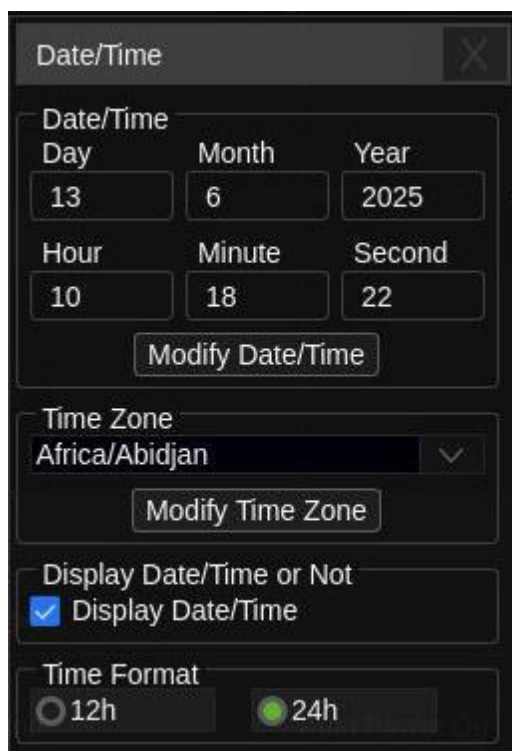 Date/Time X
Date/Time
Day Month Year
13 6 2025
Hour Minute Second
10 18 22
Modify Date/Time
Time Zone
Africa/Abidjan
Modify Time Zone
Display Date/Time or Not
Display Date/Time
Time Format
12h 24h